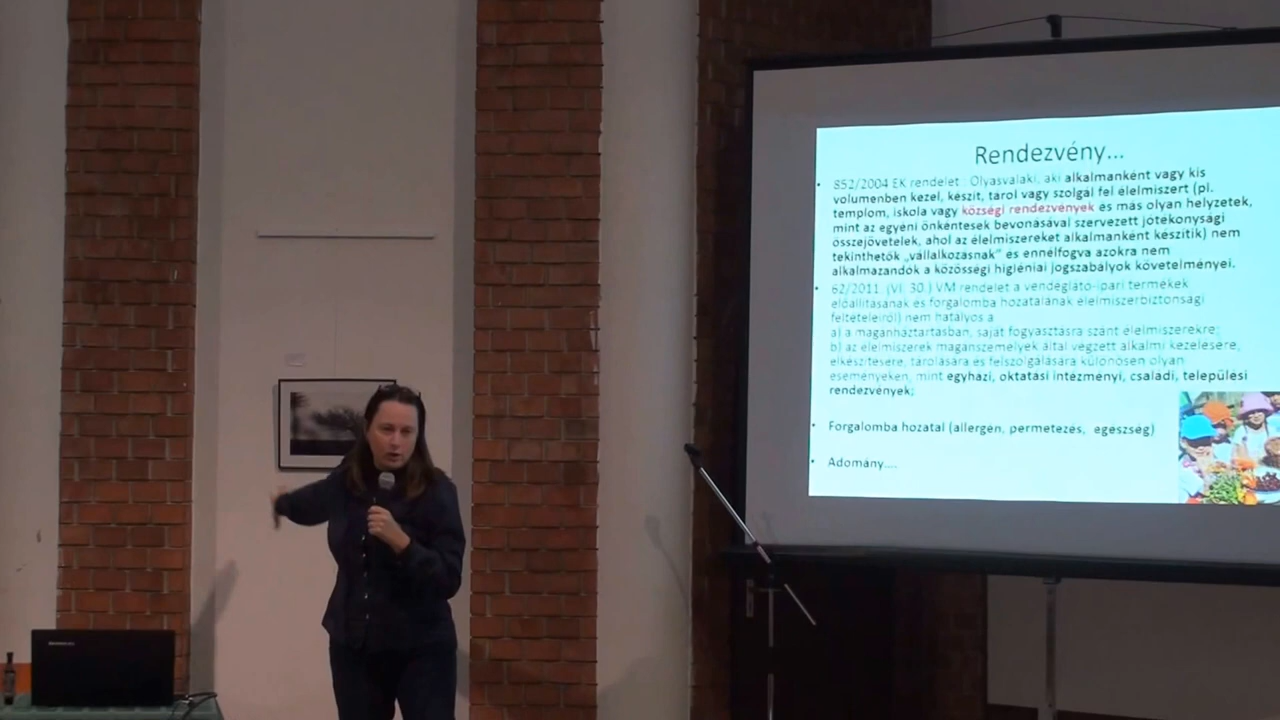 Rendezvény...
• 852/2004 EK rendelet Olyasvalaki, aki alkalmanként vagy kis
volumenben kezel, készít, tárol vagy szolgál fel élelmiszert (pl.
templom, iskola vagy községi rendezvények és más olyan helyzetek,
mint az egyéni önkéntesek bevonásával szervezett jótékonysági
összejövetelek, ahol az élelmiszereket alkalmanként készítik) nem
tekinthetők „vállalkozásnak" és ennélfogva azokra nem
alkalmazandók a közösségi higiéniai jogszabályok követelményei.
• 62/2011. (VI. 30.) VM rendelet a vendéglátó-ipari termékek
előállításának és forgalomba hozatalának élelmiszerbiztonsági
feltételeiről) nem hatályos a
a) a magánháztartásban, saját fogyasztásra szánt élelmiszerekre;
b) az élelmiszerek magánszemélyek által végzett alkalmi kezelésére,
elkészítésére, tárolására és felszolgálására különösen olyan
eseményeken, mint egyházi, oktatási intézményi, családi, települési
rendezvények;
• Forgalomba hozatal (allergén, permetezés, egészség)
• Adomány....